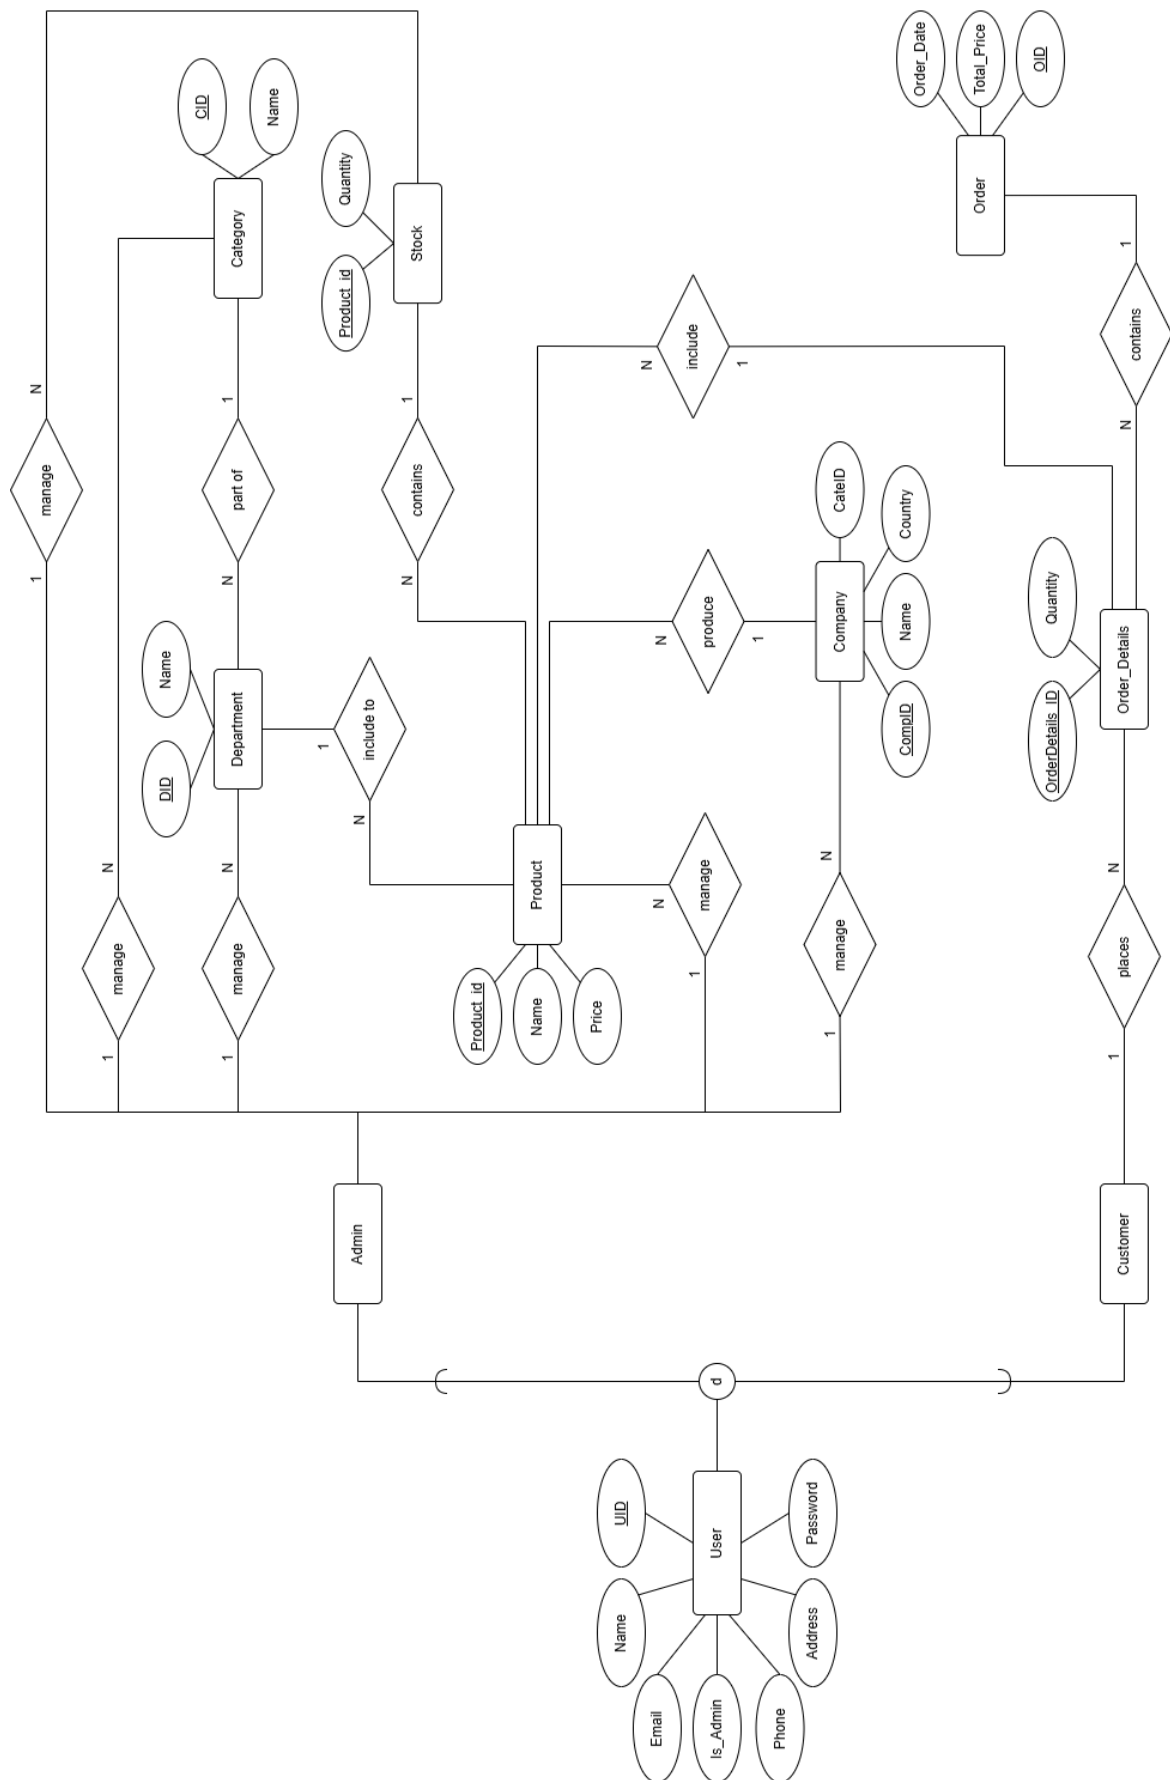 1
N
manage
1
N
manage
DID
Name
CID
1
N
N
1
manage
Department
part of
Category
Name
1
Product_id
Quantity
Admin
N
include to
N
1
contains
Stock
Product_id
UID
Name
Product
Name
Price
N
N
N
Email
1
manage
produce
include
Is_Admin
d
User
1
1
Phone
Address
Password
1
N
manage
Company
CateID
CompID
Name
Country
Order_Date
Total_Price
Order
OID
OrderDetails_ID
Quantity
1
N
N
1
Customer
places
Order_Details
contains